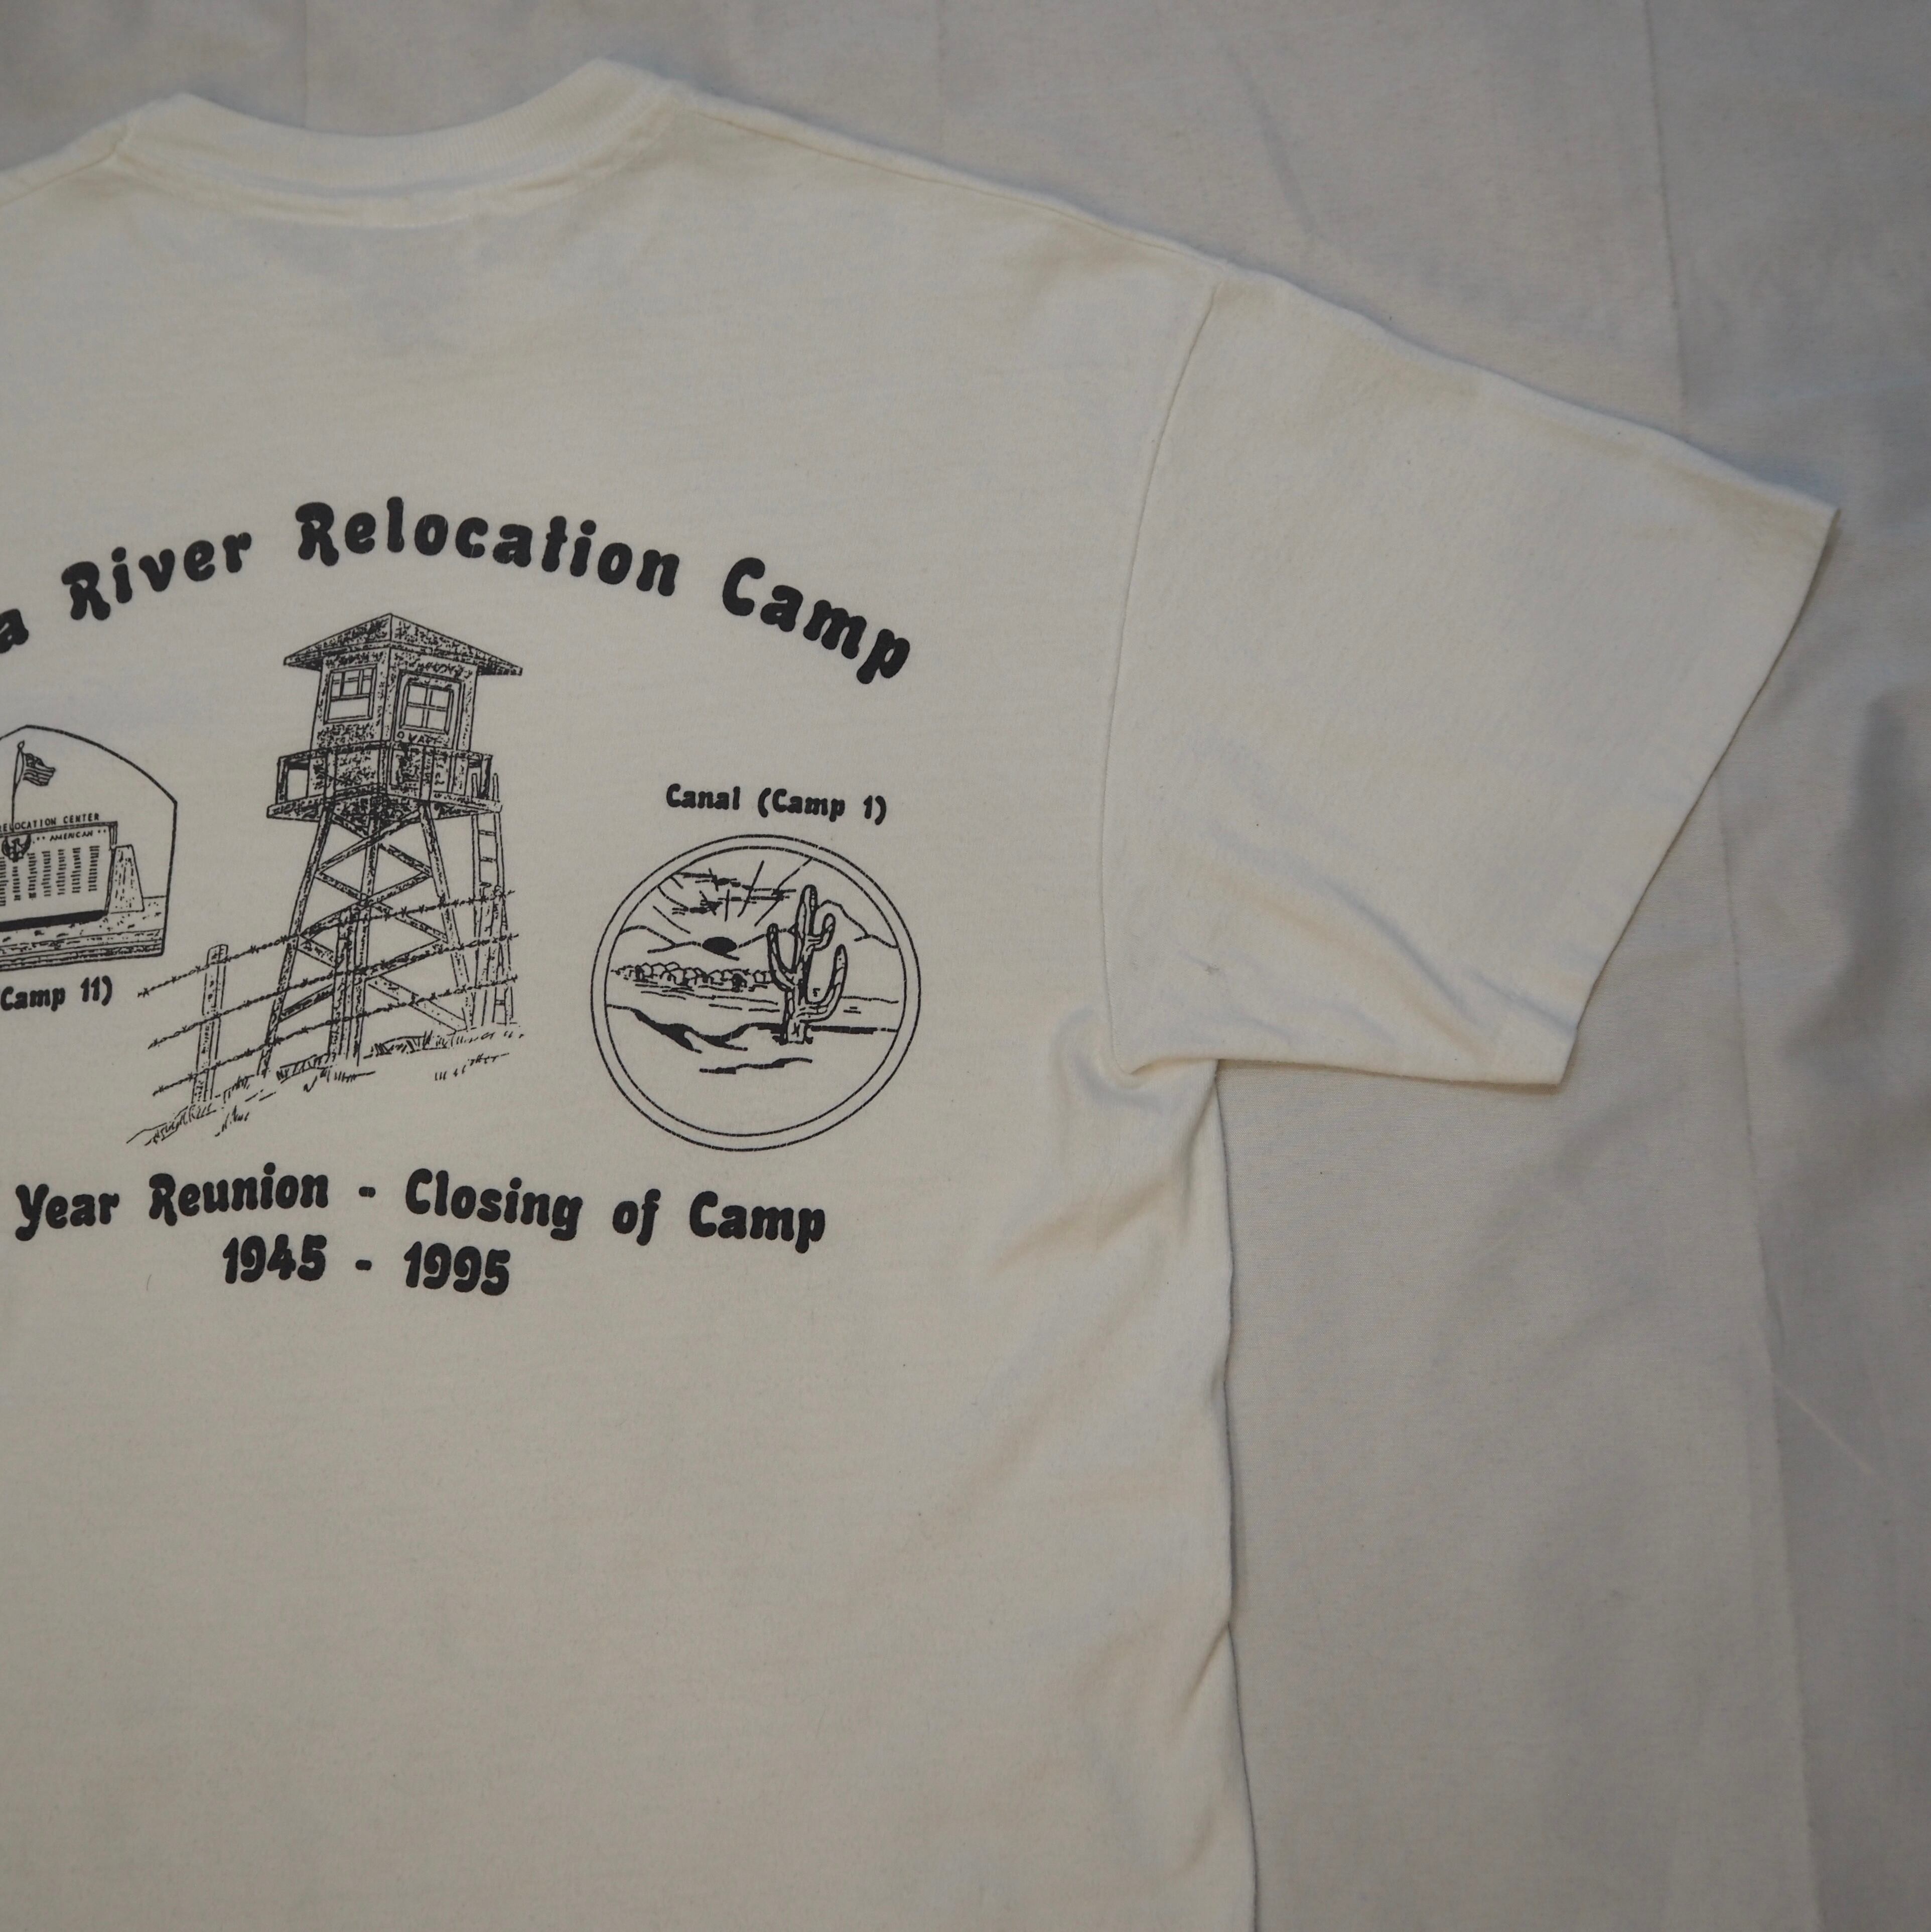 a River Relocation Camp
Canal (Camp 1)
RELOCATION CENTER
AMERICAN
Camp 11)
Year Reunion - Closing of Camp
1945 - 1995